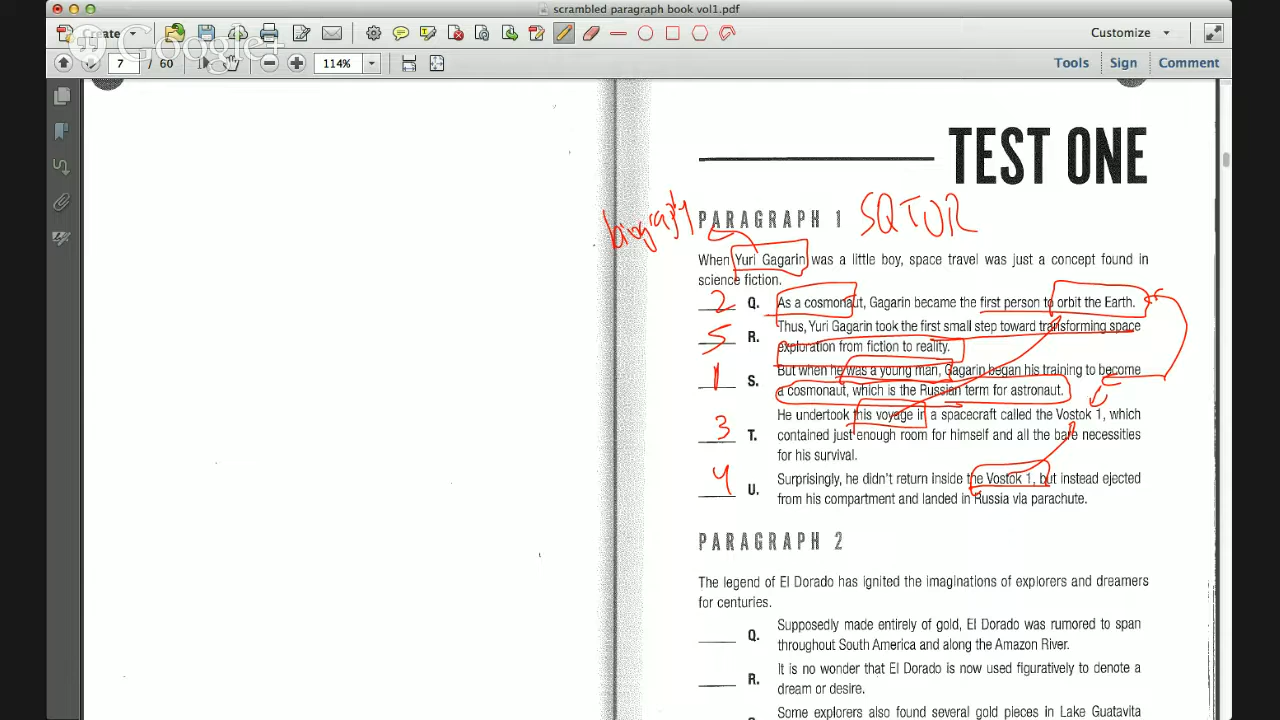 scrambled paragraph book vol1.pdf
Create
Google+
Customize
7 / 60
114%
Tools Sign Comment
TEST ONE
biography
PARAGRAPH 1 SQTUR
When Yuri Gagarin was a little boy, space travel was just a concept found in
science fiction.
2 Q. As a cosmonaut, Gagarin became the first person to orbit the Earth.
5 R. Thus, Yuri Gagarin took the first small step toward transforming space
exploration from fiction to reality.
1 S. But when he was a young man, Gagarin began his training to become
a cosmonaut, which is the Russian term for astronaut.
3 T. He undertook this voyage in a spacecraft called the Vostok 1, which
contained just enough room for himself and all the bare necessities
for his survival.
4 U. Surprisingly, he didn't return inside the Vostok 1, but instead ejected
from his compartment and landed in Russia via parachute.
PARAGRAPH 2
The legend of El Dorado has ignited the imaginations of explorers and dreamers
for centuries.
Q. Supposedly made entirely of gold, El Dorado was rumored to span
throughout South America and along the Amazon River.
R. It is no wonder that El Dorado is now used figuratively to denote a
dream or desire.
Some explorers also found several gold pieces in Lake Guatavita